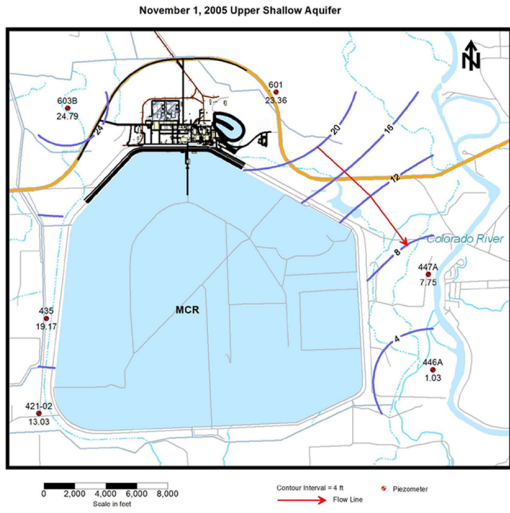 November 1, 2005 Upper Shallow Aquifer
N
603B
24.79
601
23.36
24
20
16
12
Colorado River
8
447A
7.75
435
19.17
MCR
4
446A
1.03
421-02
13.03
0 2,000 4,000 6,000 8,000
Scale in feet
Contour Interval = 4 ft
Piezometer
Flow Line